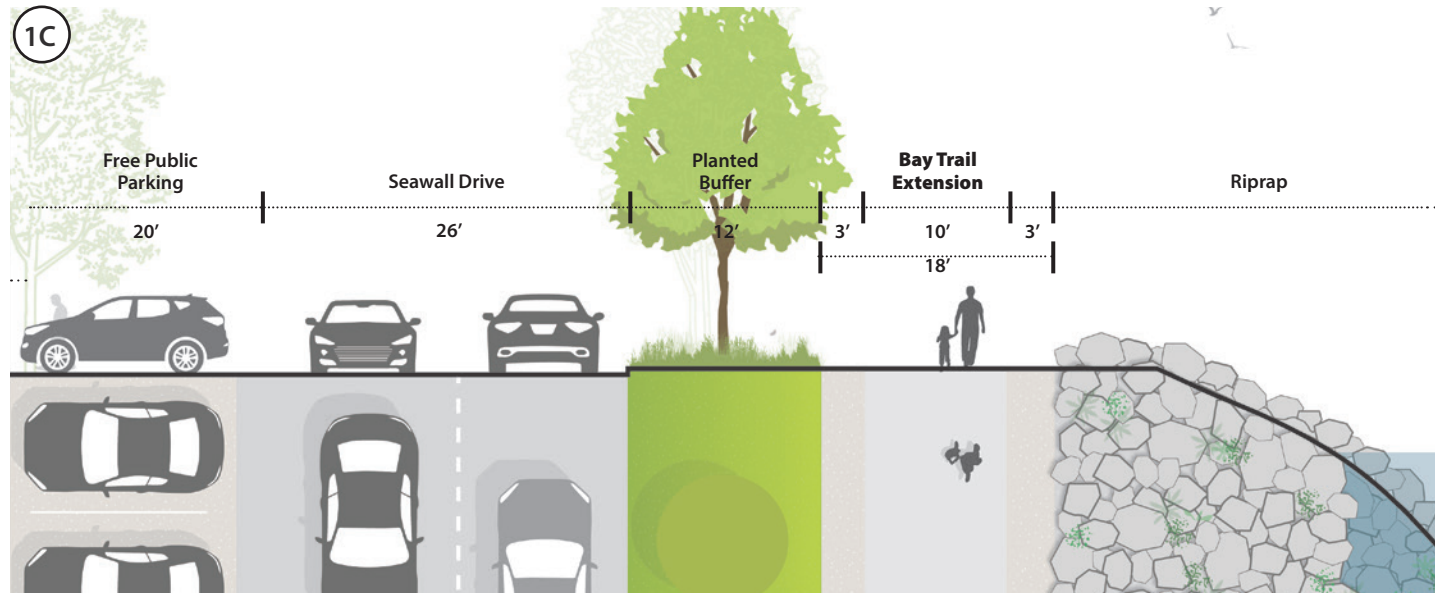 1C
Free Public
Parking
Seawall Drive
Planted
Buffer
Bay Trail
Extension
Riprap
20’
26’
12’
3’
10’
3’
18’